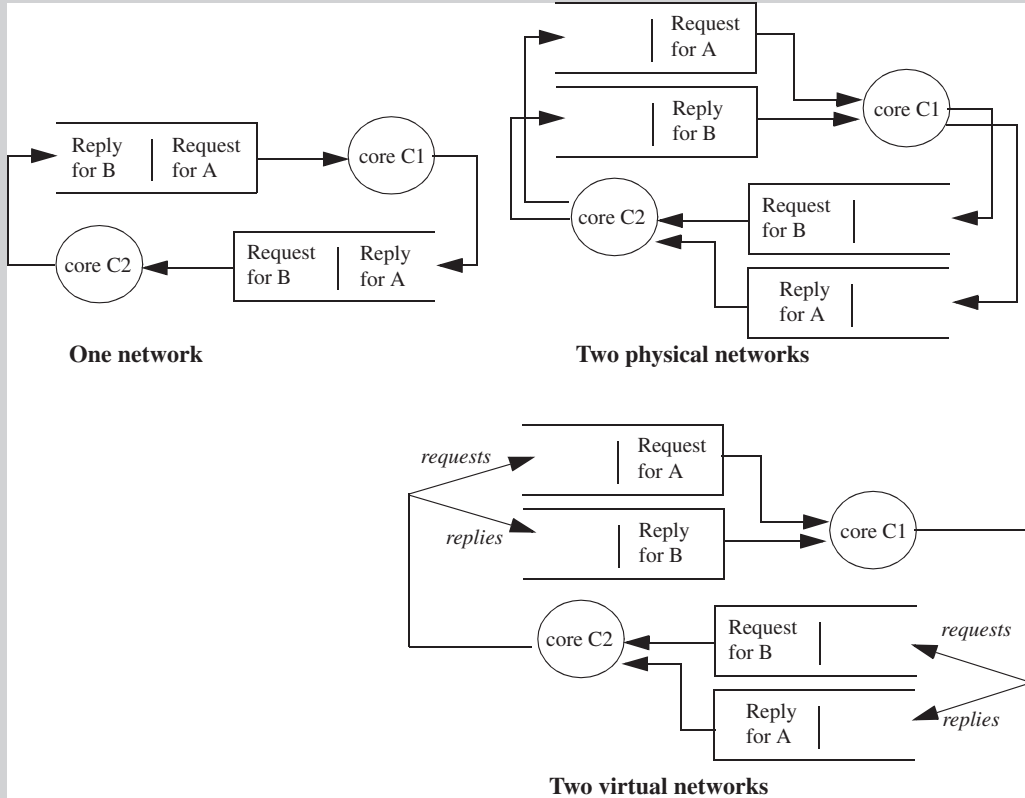 Reply
for B
Request
for A
core C1
core C2
Request
for B
Reply
for A
One network
Request
for A
Reply
for B
core C1
core C2
Request
for B
Reply
for A
Two physical networks
requests
replies
Request
for A
Reply
for B
core C1
core C2
Request
for B
Reply
for A
requests
replies
Two virtual networks